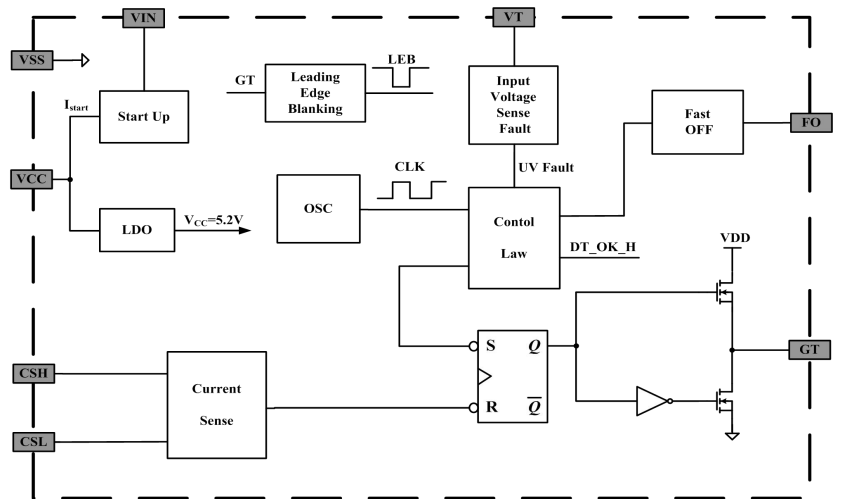 VIN
VT
VSS
LEB
GT
Leading
Edge
Blanking
Input
Voltage
Sense
Fault
Istart
Start Up
Fast
OFF
FO
UV Fault
VCC
CLK
OSC
LDO
VCC=5.2V
Contol
Law
DT_OK_H
VDD
S
Q
GT
CSH
Current
Sense
R
Q
CSL